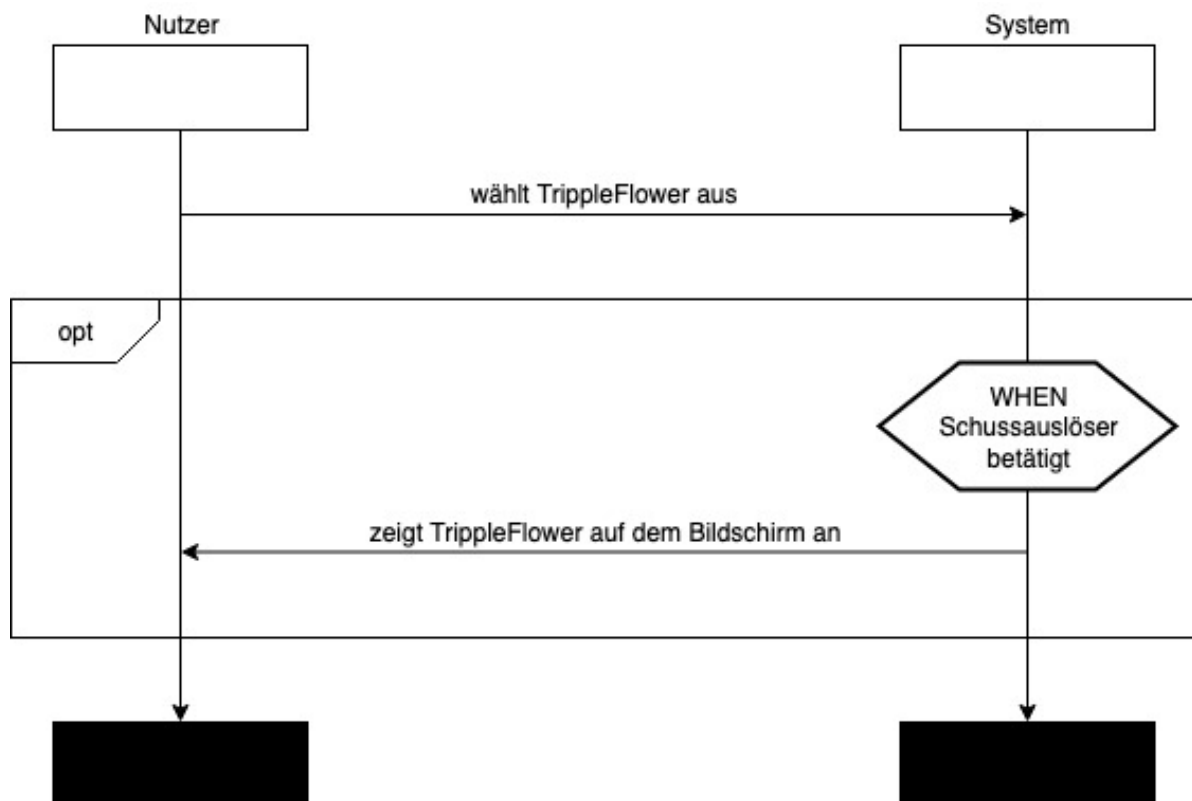 Nutzer
System
wählt TrippleFlower aus
opt
WHEN
Schussauslöser
betätigt
zeigt TrippleFlower auf dem Bildschirm an